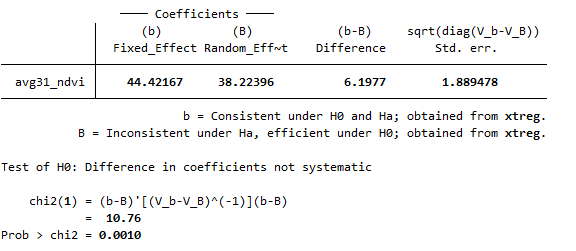 Coefficients
(b) (B) (b-B) sqrt(diag(V_b-V_B))
Fixed_Effect Random_Eff~t Difference Std. err.
avg31_ndvi 44.42167 38.22396 6.1977 1.889478
b = Consistent under H0 and Ha; obtained from xtreg.
B = Inconsistent under Ha, efficient under H0; obtained from xtreg.
Test of H0: Difference in coefficients not systematic
chi2(1) = (b-B)'[(V_b-V_B)^(-1)](b-B)
= 10.76
Prob > chi2 = 0.0010